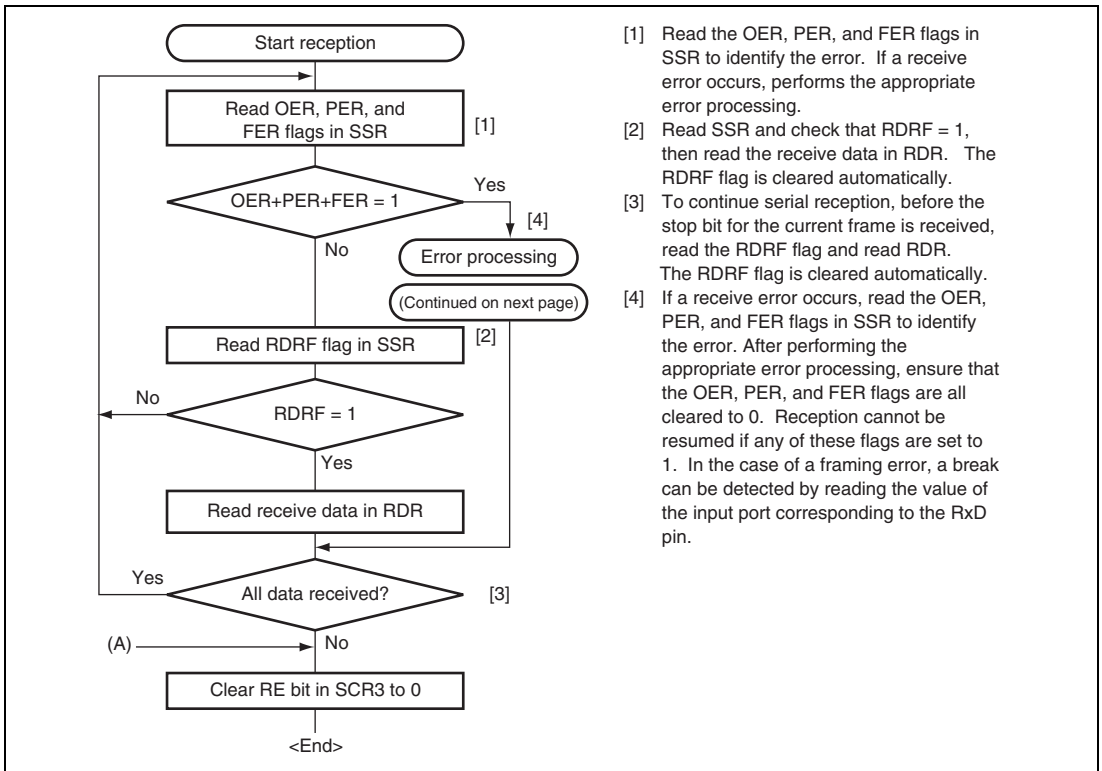 Start reception
Read OER, PER, and
FER flags in SSR
[1]
OER+PER+FER = 1
Yes
[4]
No
Error processing
(Continued on next page)
Read RDRF flag in SSR
[2]
No
RDRF = 1
Yes
Read receive data in RDR
Yes
All data received?
[3]
(A)
No
Clear RE bit in SCR3 to 0
<End>
[1] Read the OER, PER, and FER flags in
SSR to identify the error. If a receive
error occurs, performs the appropriate
error processing.
[2] Read SSR and check that RDRF = 1,
then read the receive data in RDR. The
RDRF flag is cleared automatically.
[3] To continue serial reception, before the
stop bit for the current frame is received,
read the RDRF flag and read RDR.
The RDRF flag is cleared automatically.
[4] If a receive error occurs, read the OER,
PER, and FER flags in SSR to identify
the error. After performing the
appropriate error processing, ensure that
the OER, PER, and FER flags are all
cleared to 0. Reception cannot be
resumed if any of these flags are set to
1. In the case of a framing error, a break
can be detected by reading the value of
the input port corresponding to the RxD
pin.